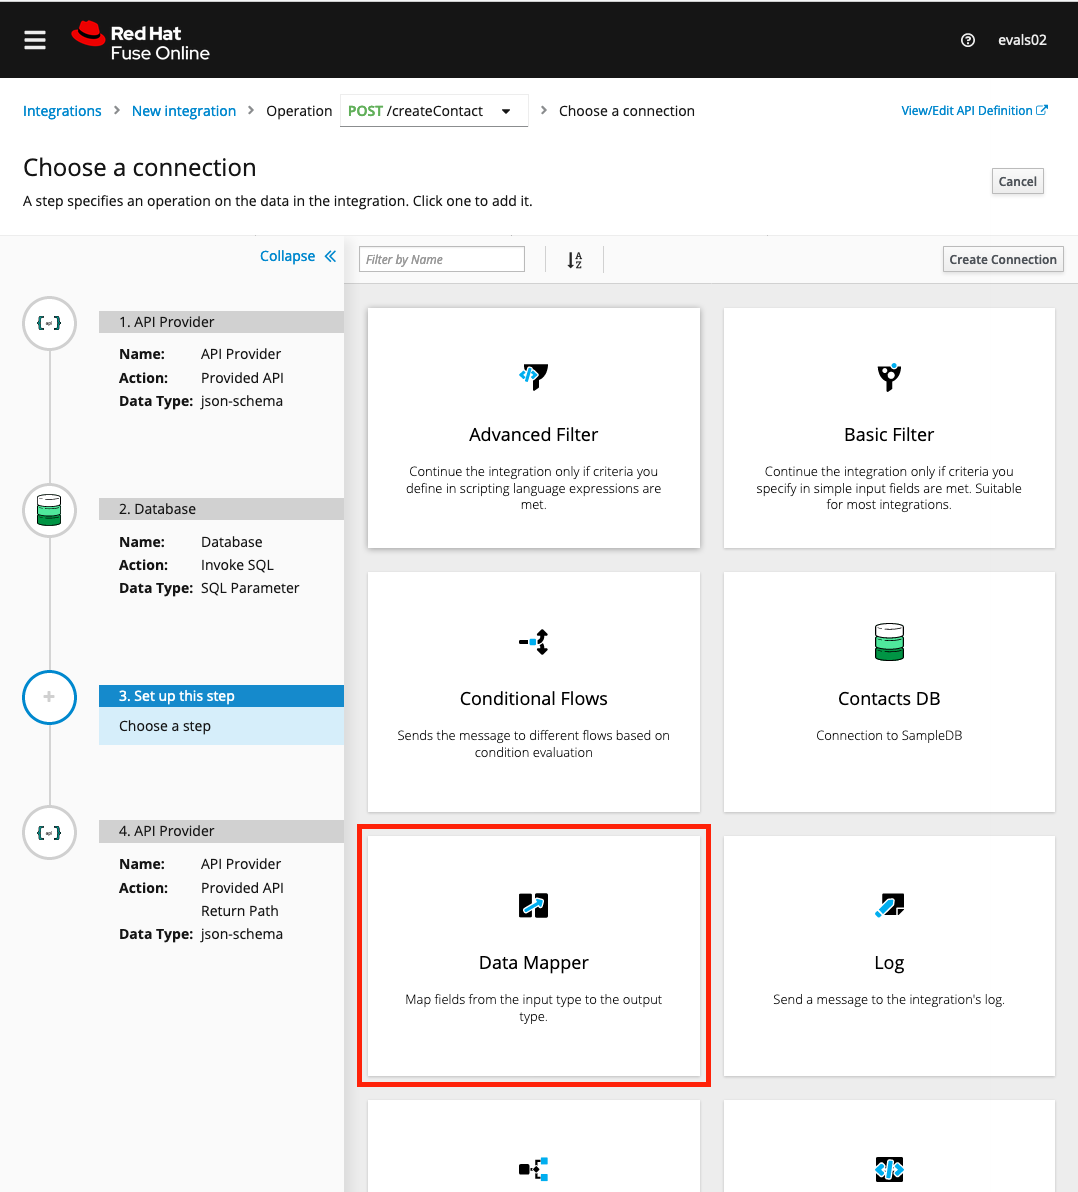 Red Hat
Fuse Online
evals02
Integrations > New integration > Operation POST /createContact > Choose a connection
View/Edit API Definition
Choose a connection
Cancel
A step specifies an operation on the data in the integration. Click one to add it.
Collapse
Filter by Name
A
Z
Create Connection
{api}
1. API Provider
Name: API Provider
Action: Provided API
Data Type: json-schema
2. Database
Name: Database
Action: Invoke SQL
Data Type: SQL Parameter
3. Set up this step
Choose a step
{api}
4. API Provider
Name: API Provider
Action: Provided API
Return Path
Data Type: json-schema
Advanced Filter
Continue the integration only if criteria you
define in scripting language expressions are
met.
Basic Filter
Continue the integration only if criteria you
specify in simple input fields are met. Suitable
for most integrations.
Conditional Flows
Sends the message to different flows based on
condition evaluation
Contacts DB
Connection to SampleDB
Data Mapper
Map fields from the input type to the output
type.
Log
Send a message to the integration's log.